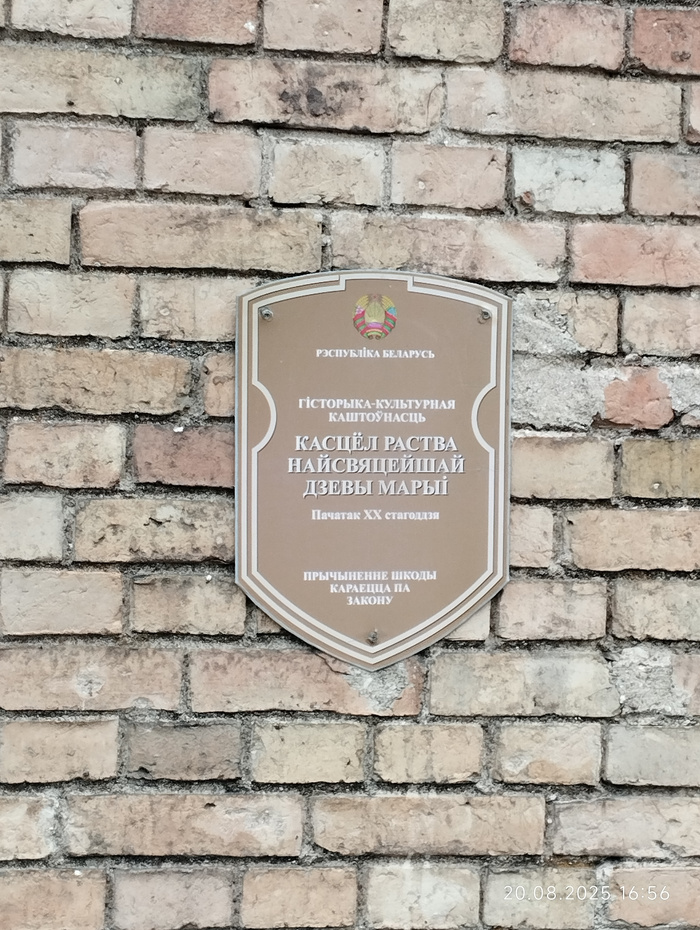 РЭСПУБЛІКА БЕЛАРУСЬ
ГІСТОРЫКА-КУЛЬТУРНАЯ
КАШТОЎНАСЦЬ
КАСЦЁЛ РАСТВА
НАЙСВЯЦЕЙШАЙ
ДЗЕВЫ МАРЫІ
Пачатак XX стагоддзя
ПРЫЧЫНЕННЕ ШКОДЫ
КАРАЕЦЦА ПА
ЗАКОНУ
20.08.2025 16:56